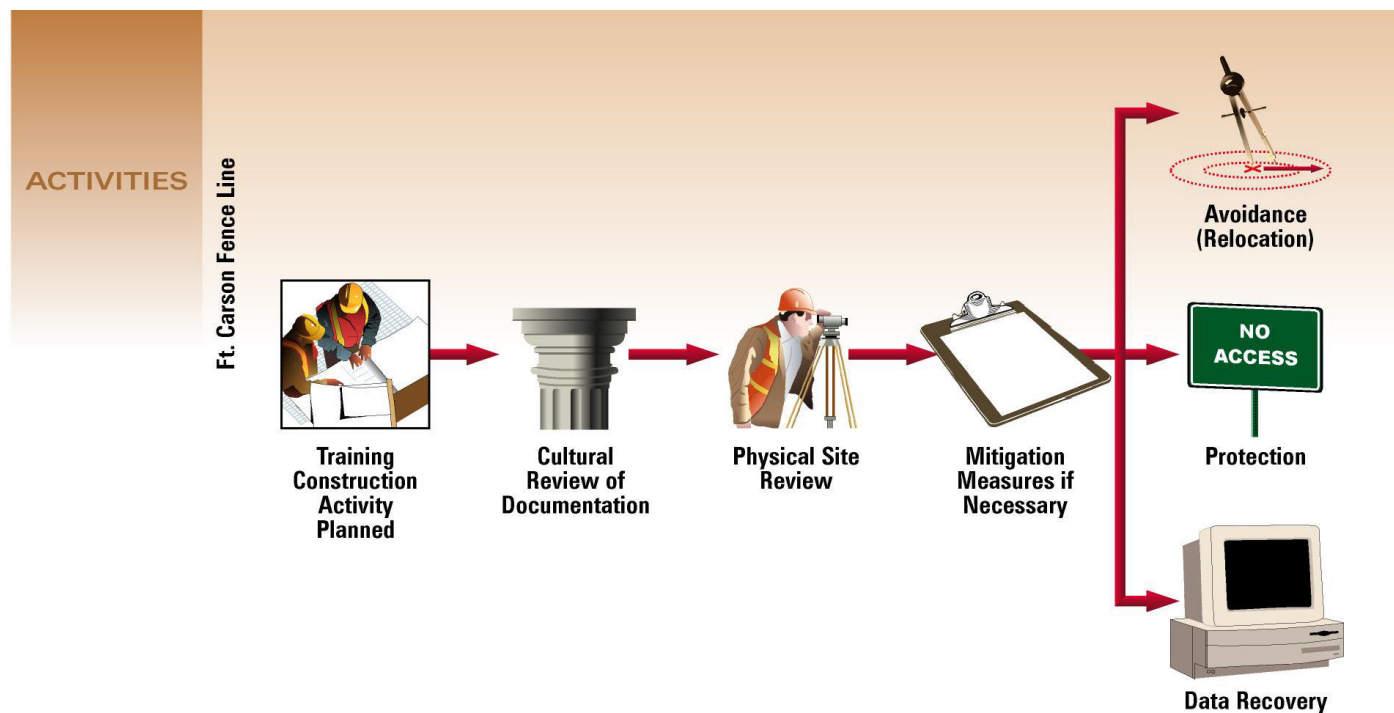 ACTIVITIES
Ft. Carson Fence Line
Training
Construction
Activity
Planned
Cultural
Review of
Documentation
Physical Site
Review
Mitigation
Measures if
Necessary
Avoidance
(Relocation)
NO
ACCESS
Protection
Data Recovery